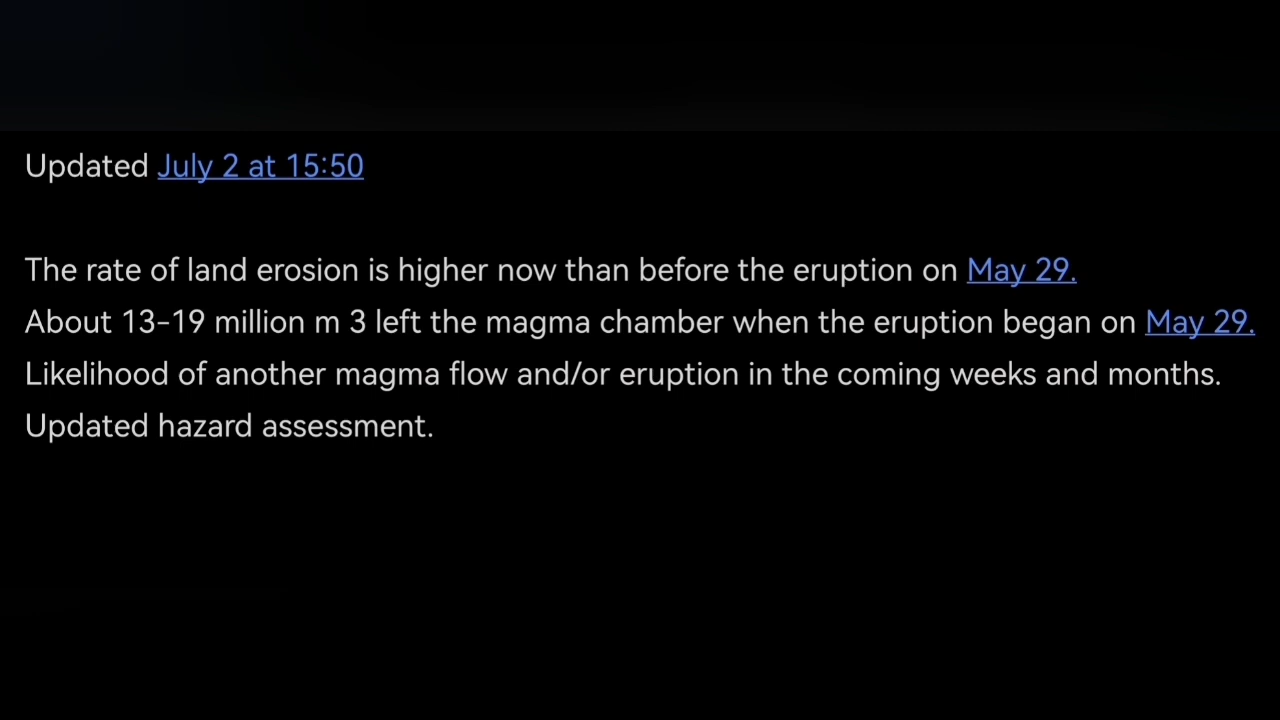 Updated July 2 at 15:50
The rate of land erosion is higher now than before the eruption on May 29.
About 13-19 million m 3 left the magma chamber when the eruption began on May 29.
Likelihood of another magma flow and/or eruption in the coming weeks and months.
Updated hazard assessment.